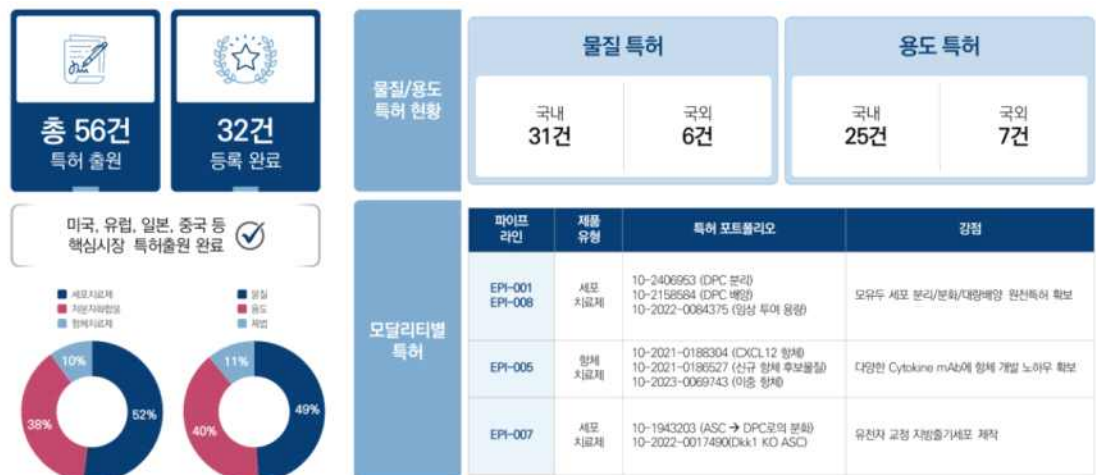 총 56건
특허 출원
32건
등록 완료
미국, 유럽, 일본, 중국 등
핵심시장 특허출원 완료
세포치료제
저분자화합물
항체치료제
10%
38%
52%
물질
용도
제법
11%
40%
49%
물질/용도
특허 현황
물질 특허
국내
31건
국외
6건
용도 특허
국내
25건
국외
7건
모달리티별
특허
파이프
라인
제품
유형
특허 포트폴리오
강점
EPI-001
EPI-008
세포
치료제
10-2406953 (DPC 분리)
10-2158584 (DPC 배양)
10-2022-0084375 (임상 투여 용량)
모유두 세포 분리/분화/대량배양 원천특허 확보
EPI-005
항체
치료제
10-2021-0188304 (CXCL12 항체)
10-2021-0186527 (신규 항체 후보물질)
10-2023-0069743 (이중 항체)
다양한 Cytokine mAb에 항체 개발 노하우 확보
EPI-007
세포
치료제
10-1943203 (ASC → DPC로의 분화)
10-2022-0017490(Dkk1 KO ASC)
유전자 교정 지방줄기세포 제작